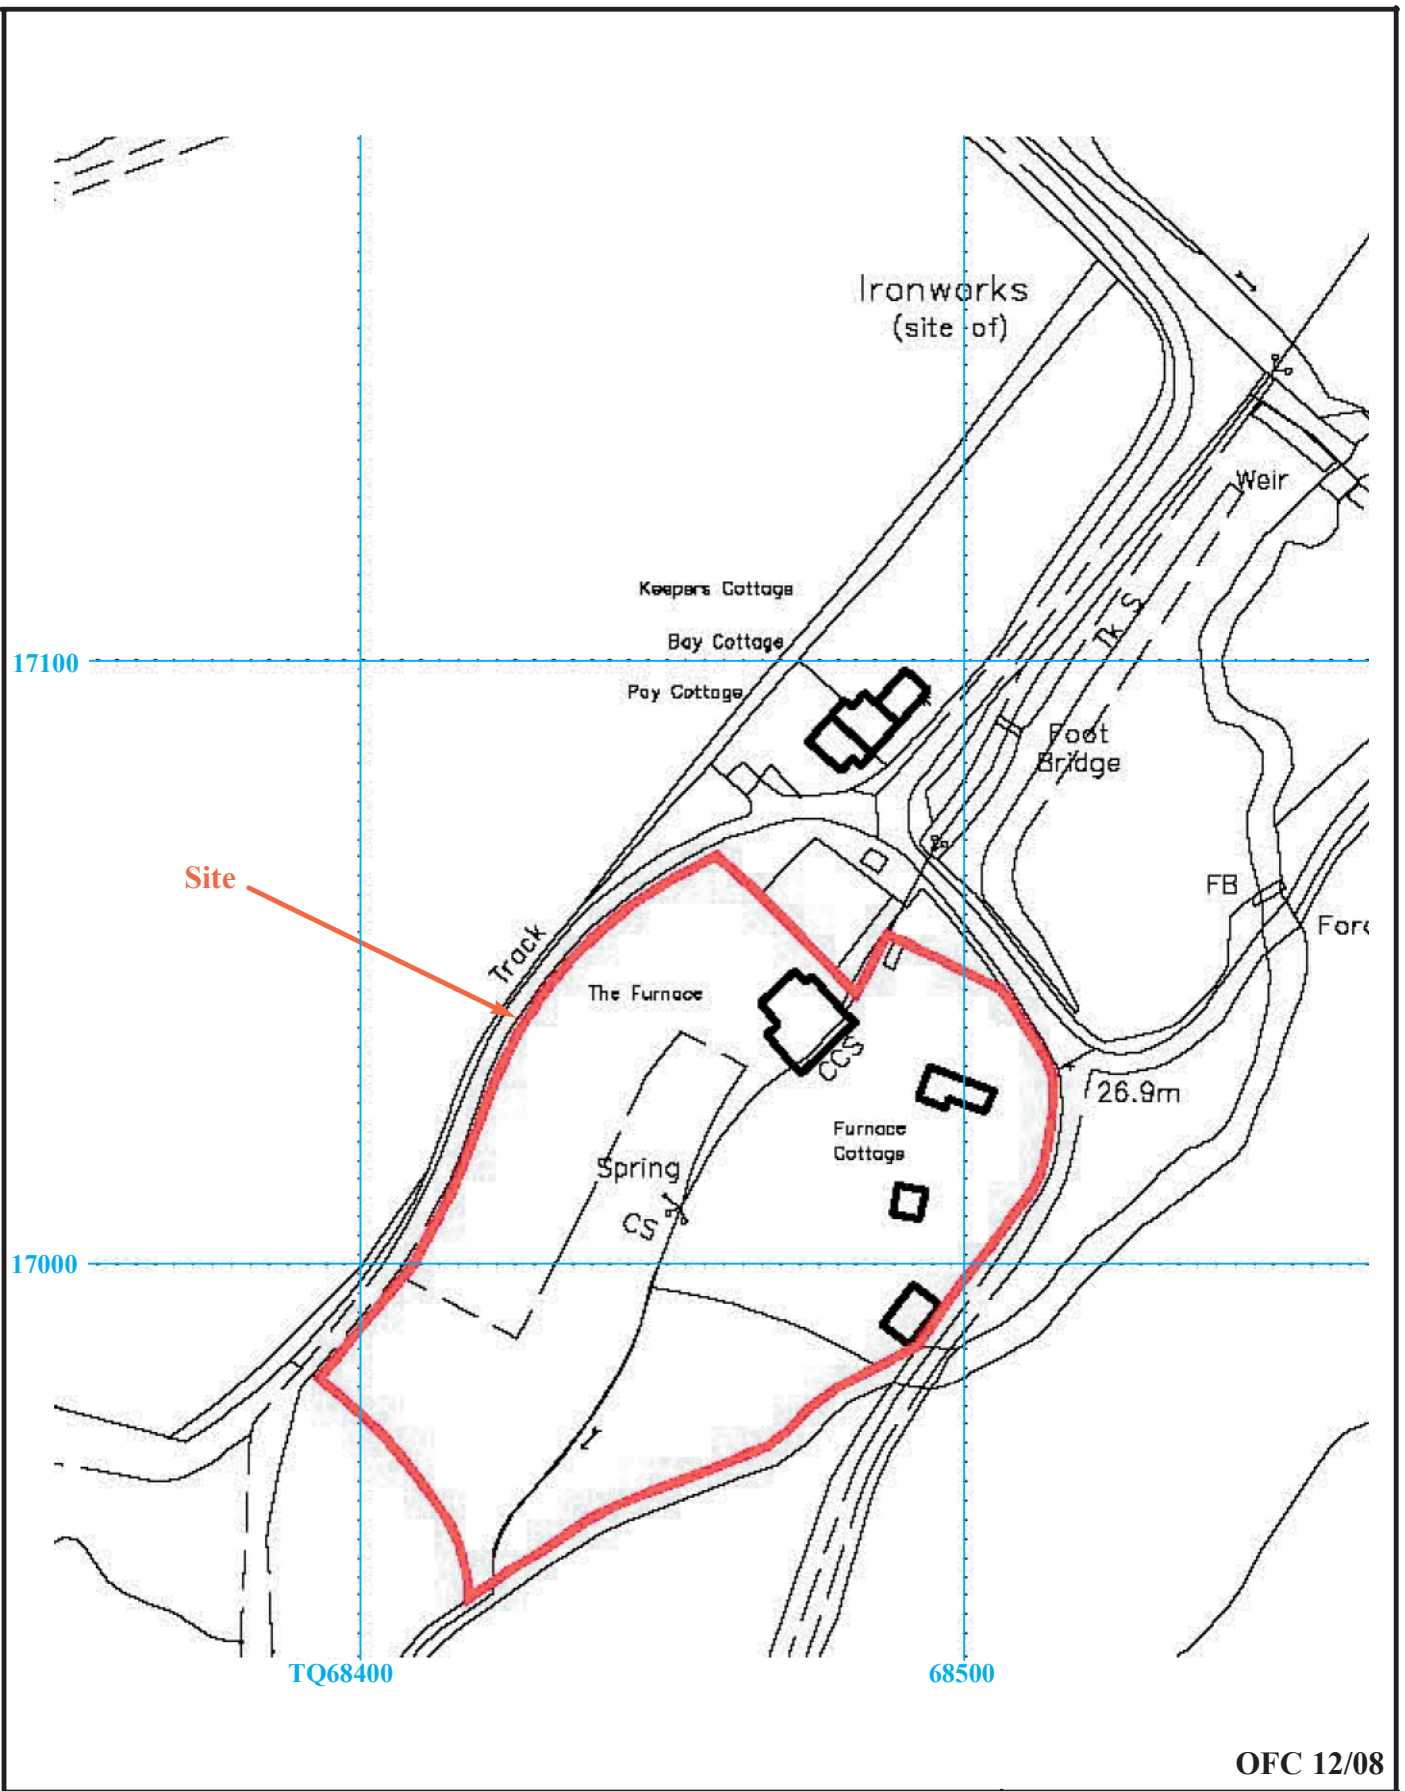 Ironworks
(site of)
Weir
Keepers Cottage
Tk S
Bay Cottage
17100
Pay Cottage
Foot
Bridge
Site
FB
Track
The Furnace
CCS
26.9m
Furnace
Cottage
Spring
CS
17000
TQ68400
68500
OFC 12/08